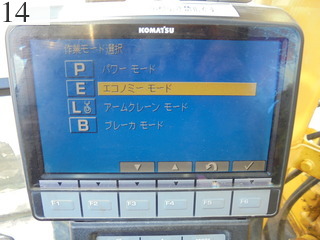 14
KOMATSU
作業モード選択
P パワー モード
E エコノミー モード
L アームクレーン モード
B ブレーカ モード
F1 F2 F3 F4 F5 F6